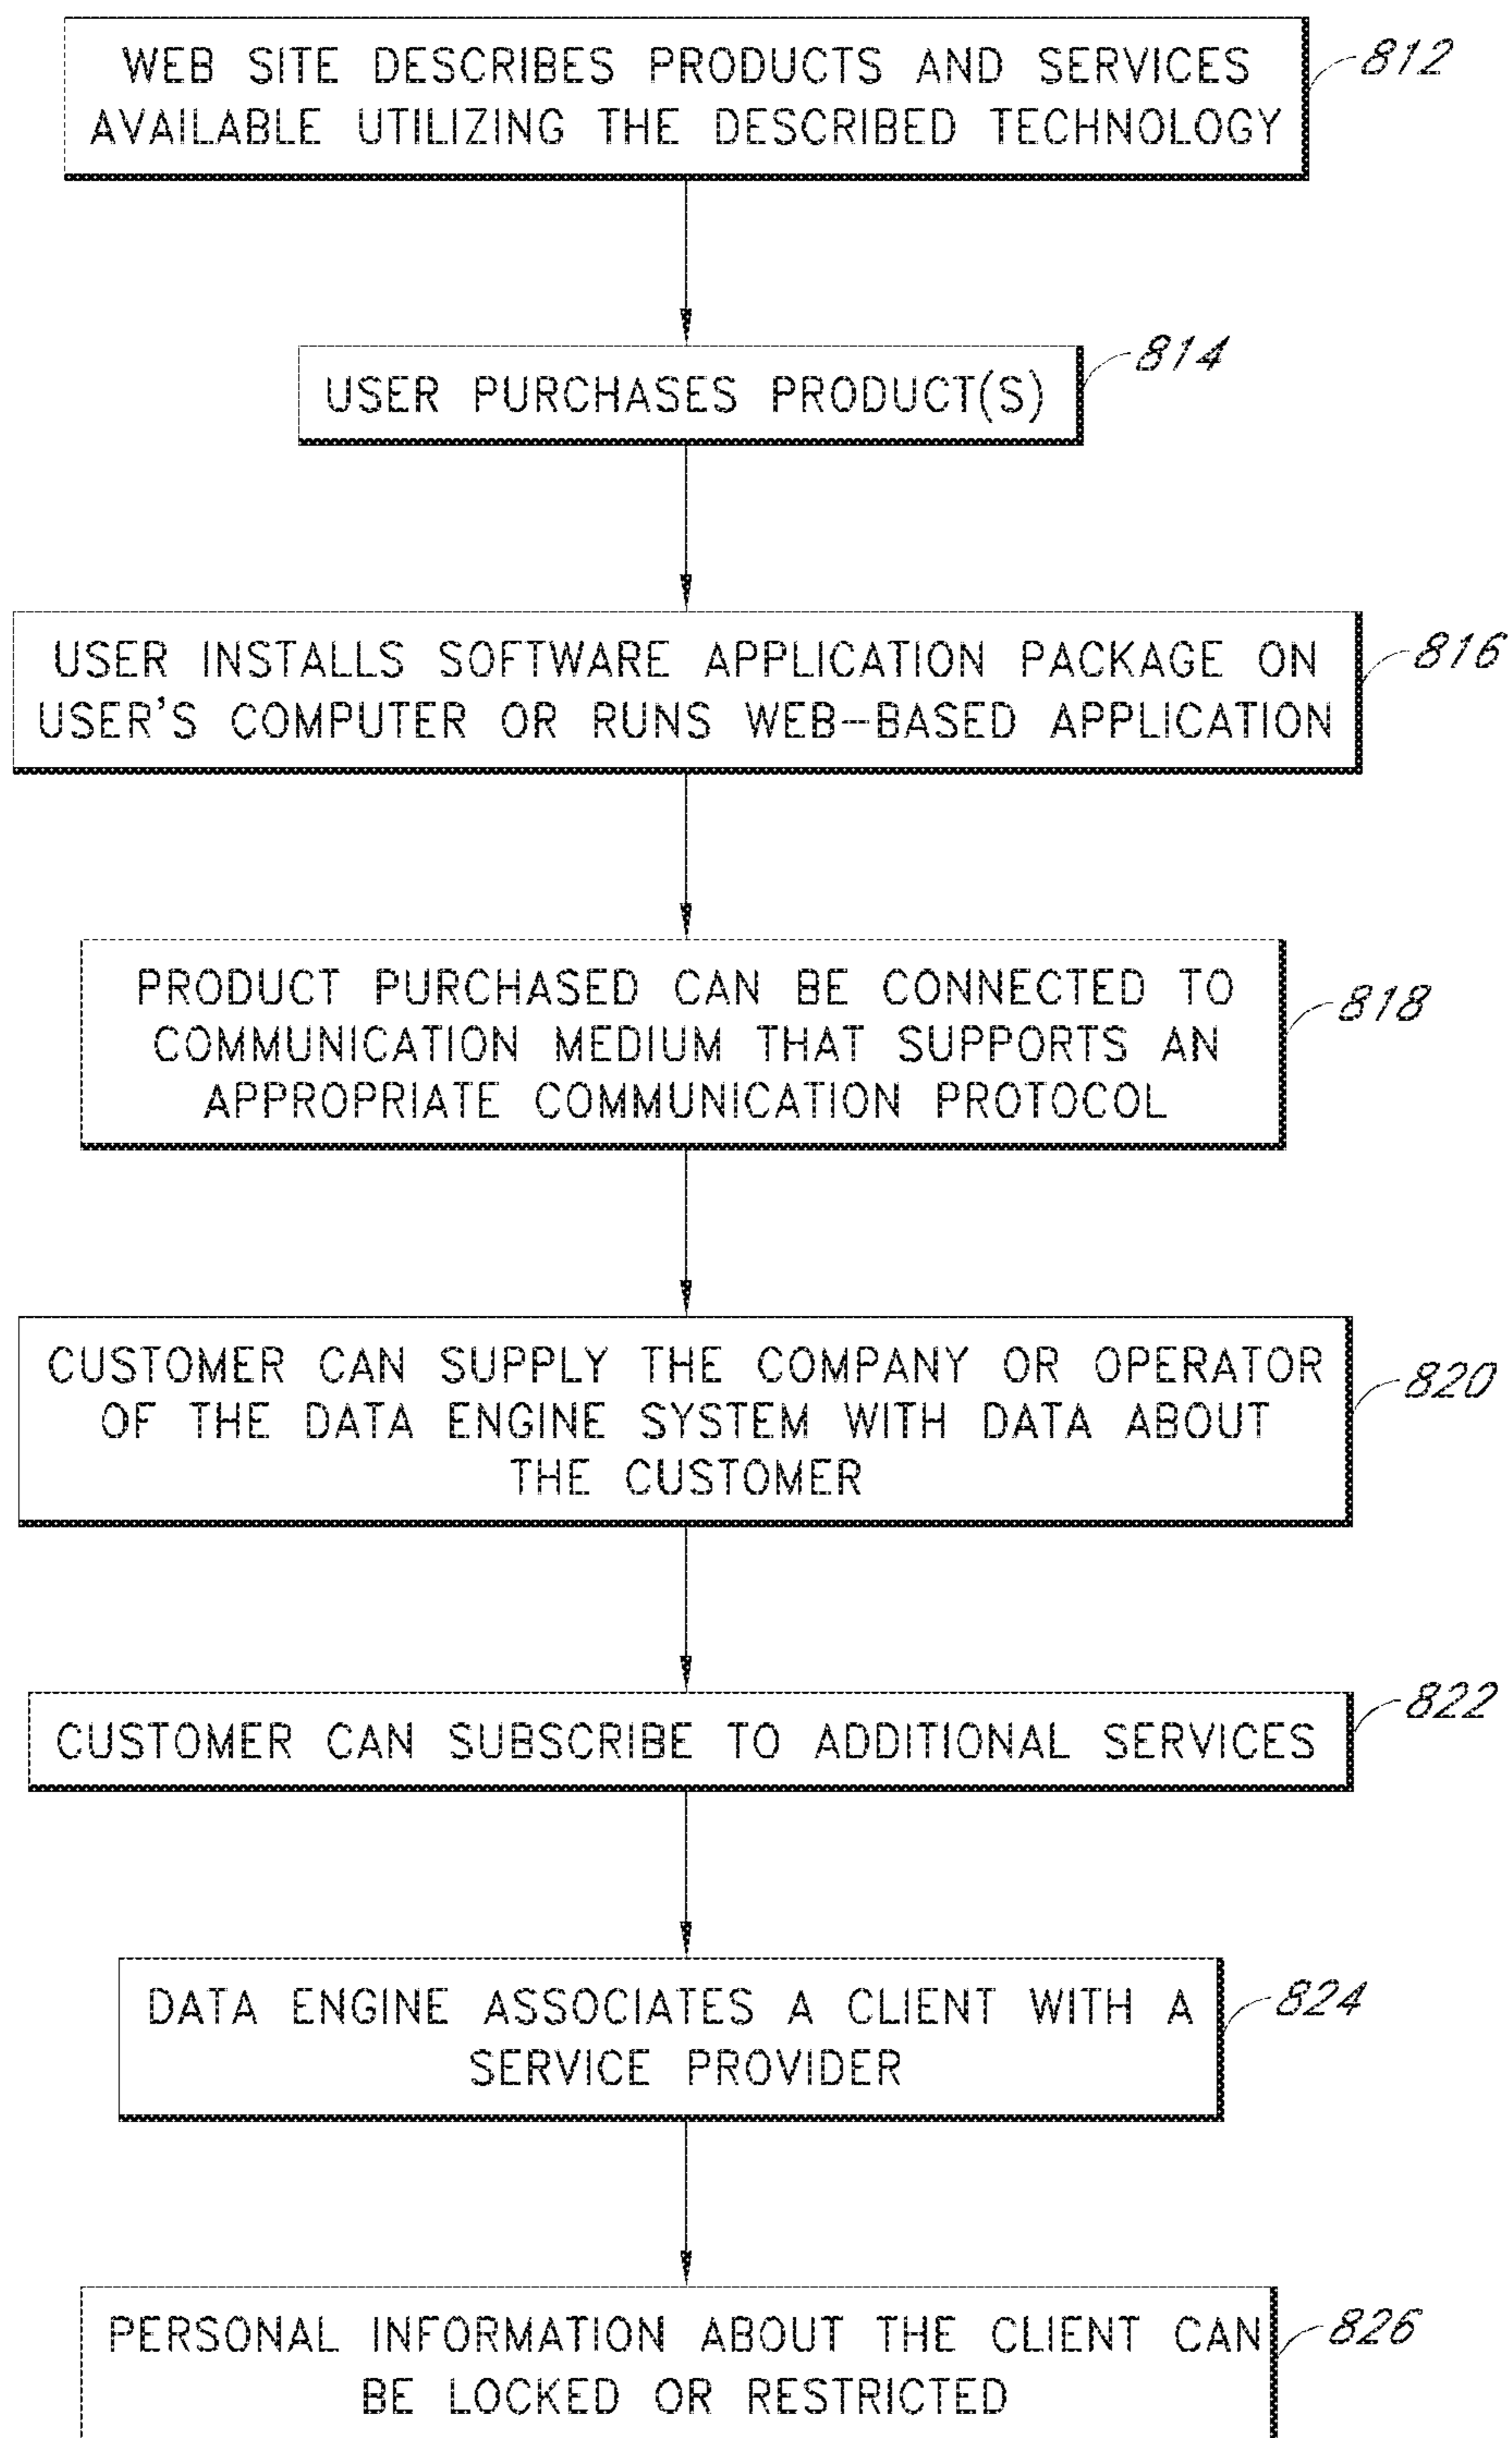 WEB SITE DESCRIBES PRODUCTS AND SERVICES
AVAILABLE UTILIZING THE DESCRIBED TECHNOLOGY
812
USER PURCHASES PRODUCT(S)
814
USER INSTALLS SOFTWARE APPLICATION PACKAGE ON
USER'S COMPUTER OR RUNS WEB-BASED APPLICATION
816
PRODUCT PURCHASED CAN BE CONNECTED TO
COMMUNICATION MEDIUM THAT SUPPORTS AN
APPROPRIATE COMMUNICATION PROTOCOL
818
CUSTOMER CAN SUPPLY THE COMPANY OR OPERATOR
OF THE DATA ENGINE SYSTEM WITH DATA ABOUT
THE CUSTOMER
820
CUSTOMER CAN SUBSCRIBE TO ADDITIONAL SERVICES
822
DATA ENGINE ASSOCIATES A CLIENT WITH A
SERVICE PROVIDER
824
PERSONAL INFORMATION ABOUT THE CLIENT CAN
BE LOCKED OR RESTRICTED
826